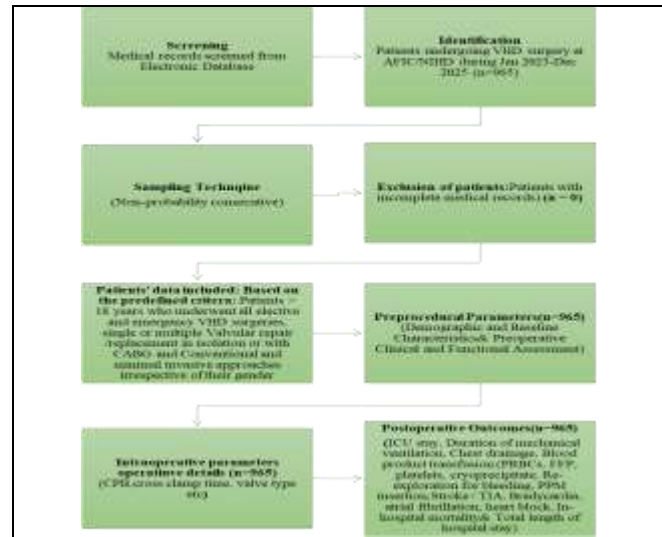 Screening
Medical records screened from
Electronic Database
Identification
Patients undergoing VHD surgery at
AFIC/NIHD during Jan 2023-Dec
2025 (n=965)
Sampling Technqiue
(Non-probability consecutive)
Exclusion of patients:Patients with
incomplete medical records) (n = 0)
Patients' data included: Based on
the predefined critera: Patients >
18 years who underwent all elective
and emergency VHD surgeries,
single or multiple Valvular repair
/replacement in isolation or with
CABG and Conventional and
minimal invasive approaches
irrespective of their gender
Preprocedural Parameters(n=965)
(Demographic and Baseline
Characteristics& Preoperative
Clinical and Functional Assessment)
Intraoperative parameters
operative details (n=965)
(CPB,cross clamp time, valve type
etc)
Postoperative Outcomes(n=965)
(ICU stay, Duration of mechanical
ventilation, Chest drainage, Blood
product transfusion (PRBCs, FFP,
platelets, cryoprecipitate, Re-
exploration for bleeding, PPM
insertion, Stroke / TIA, Bradycardia,
atrial fibrillation, heart block, In-
hospital mortality& Total length of
hospital stay)